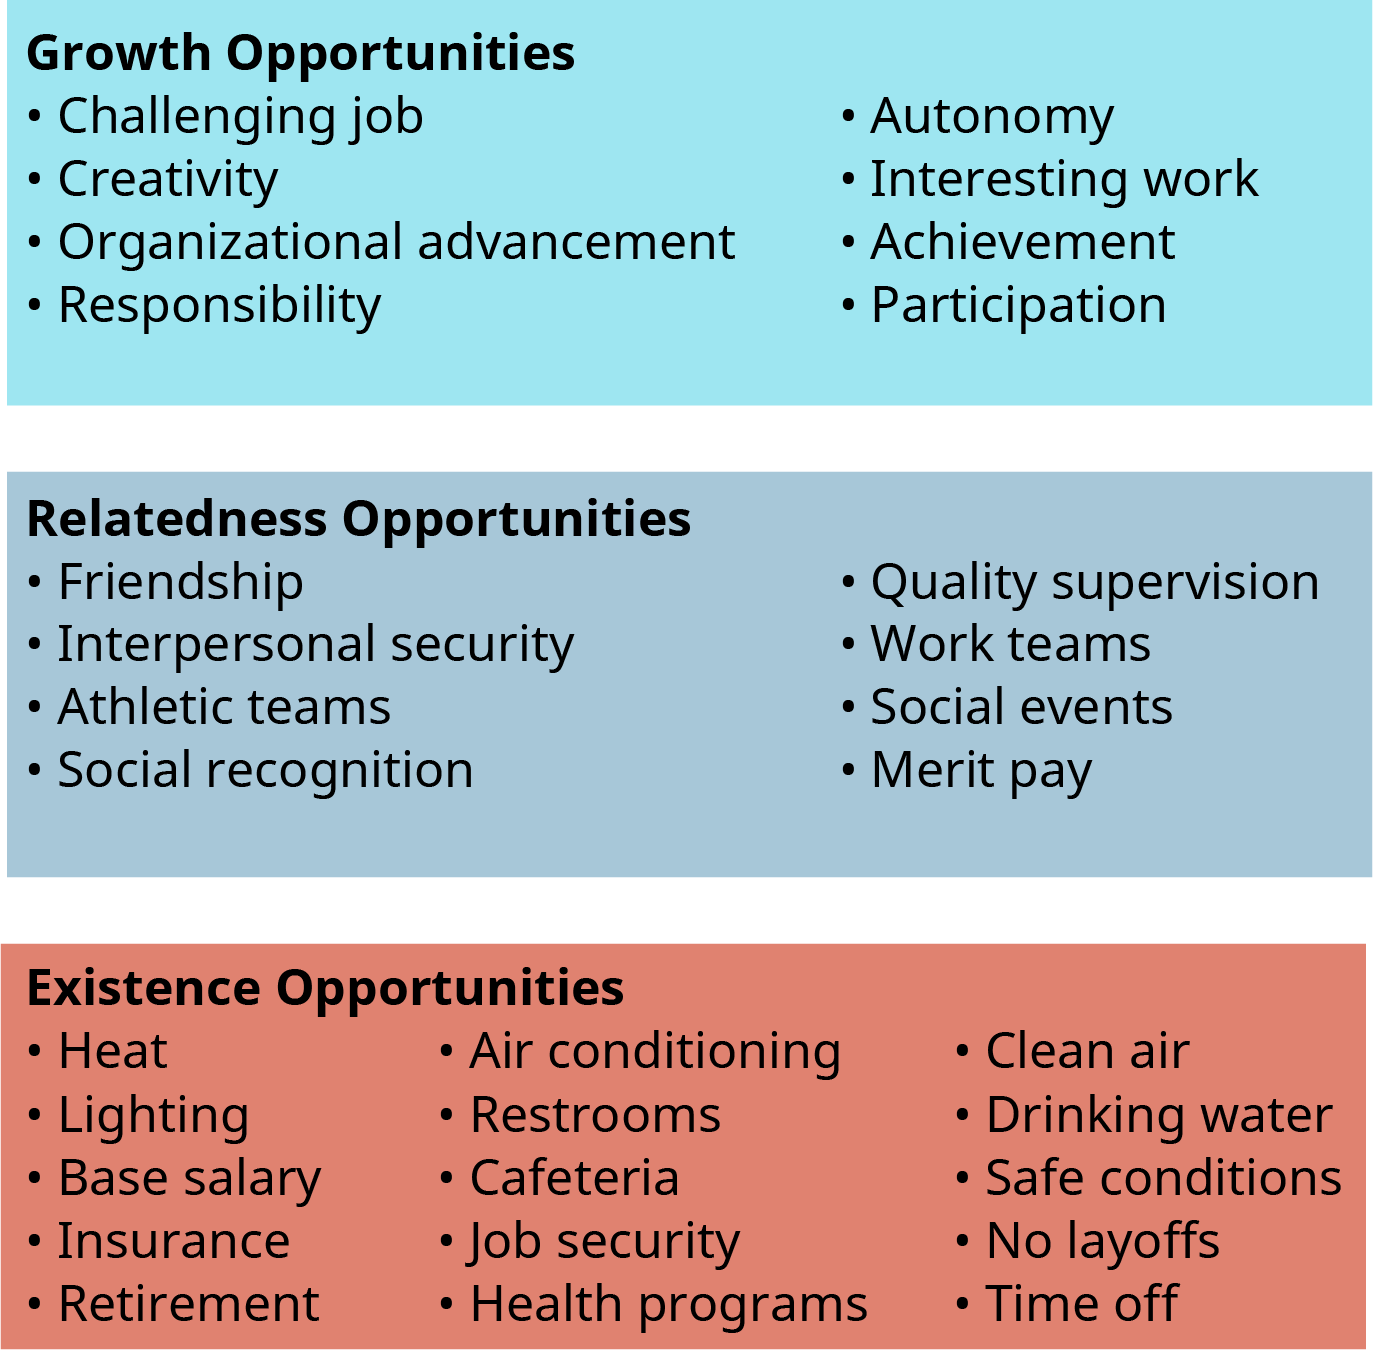 Growth Opportunities
• Challenging job
• Creativity
• Organizational advancement
• Responsibility
• Autonomy
• Interesting work
• Achievement
• Participation
Relatedness Opportunities
• Friendship
• Interpersonal security
• Athletic teams
• Social recognition
• Quality supervision
• Work teams
• Social events
• Merit pay
Existence Opportunities
• Heat
• Lighting
• Base salary
• Insurance
• Retirement
• Air conditioning
• Restrooms
• Cafeteria
• Job security
• Health programs
• Clean air
• Drinking water
• Safe conditions
• No layoffs
• Time off